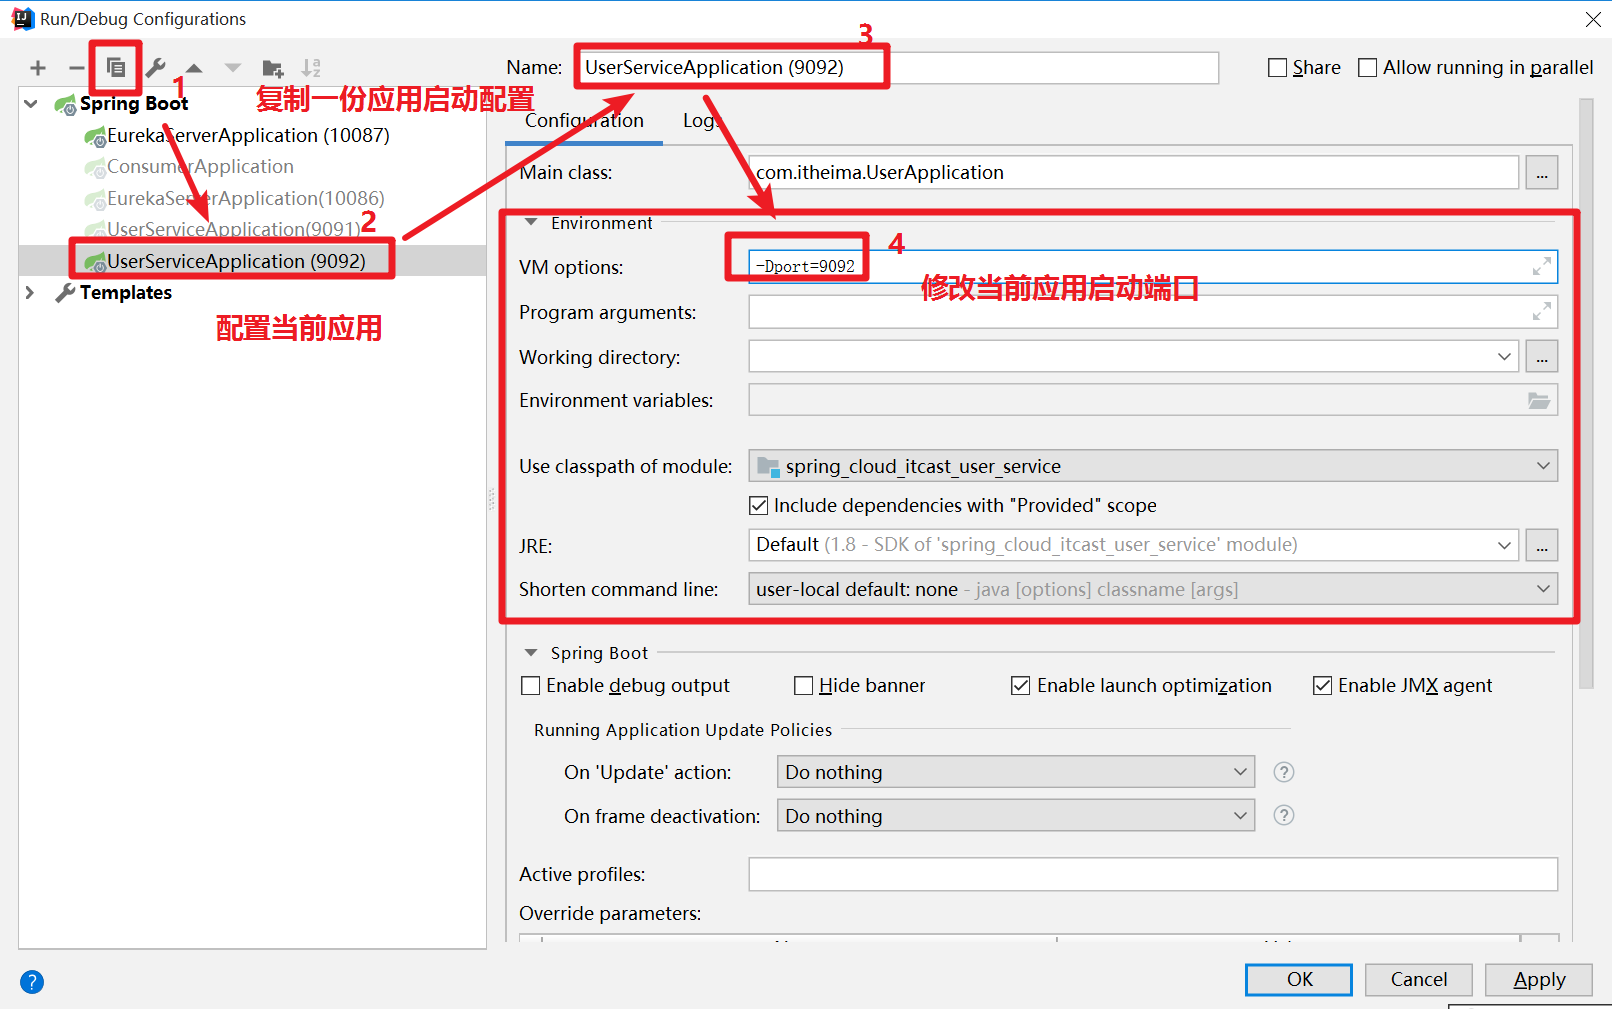 Run/Debug Configurations
1
复制一份应用启动配置
Spring Boot
EurekaServerApplication (10087)
ConsumerApplication
EurekaServerApplication(10086)
UserServiceApplication(9091)
2
UserServiceApplication (9092)
Templates
配置当前应用
3
Name: UserServiceApplication (9092)
Share
Allow running in parallel
Configuration Logs
Main class: com.itheima.UserApplication ...
Environment
4
VM options: -Dport=9092
修改当前应用启动端口
Program arguments:
Working directory: ...
Environment variables:
Use classpath of module: spring_cloud_itcast_user_service
Include dependencies with "Provided" scope
JRE: Default (1.8 - SDK of 'spring_cloud_itcast_user_service' module) ...
Shorten command line: user-local default: none - java [options] classname [args]
Spring Boot
Enable debug output Hide banner Enable launch optimization Enable JMX agent
Running Application Update Policies
On 'Update' action: Do nothing ?
On frame deactivation: Do nothing ?
Active profiles:
Override parameters:
? OK Cancel Apply